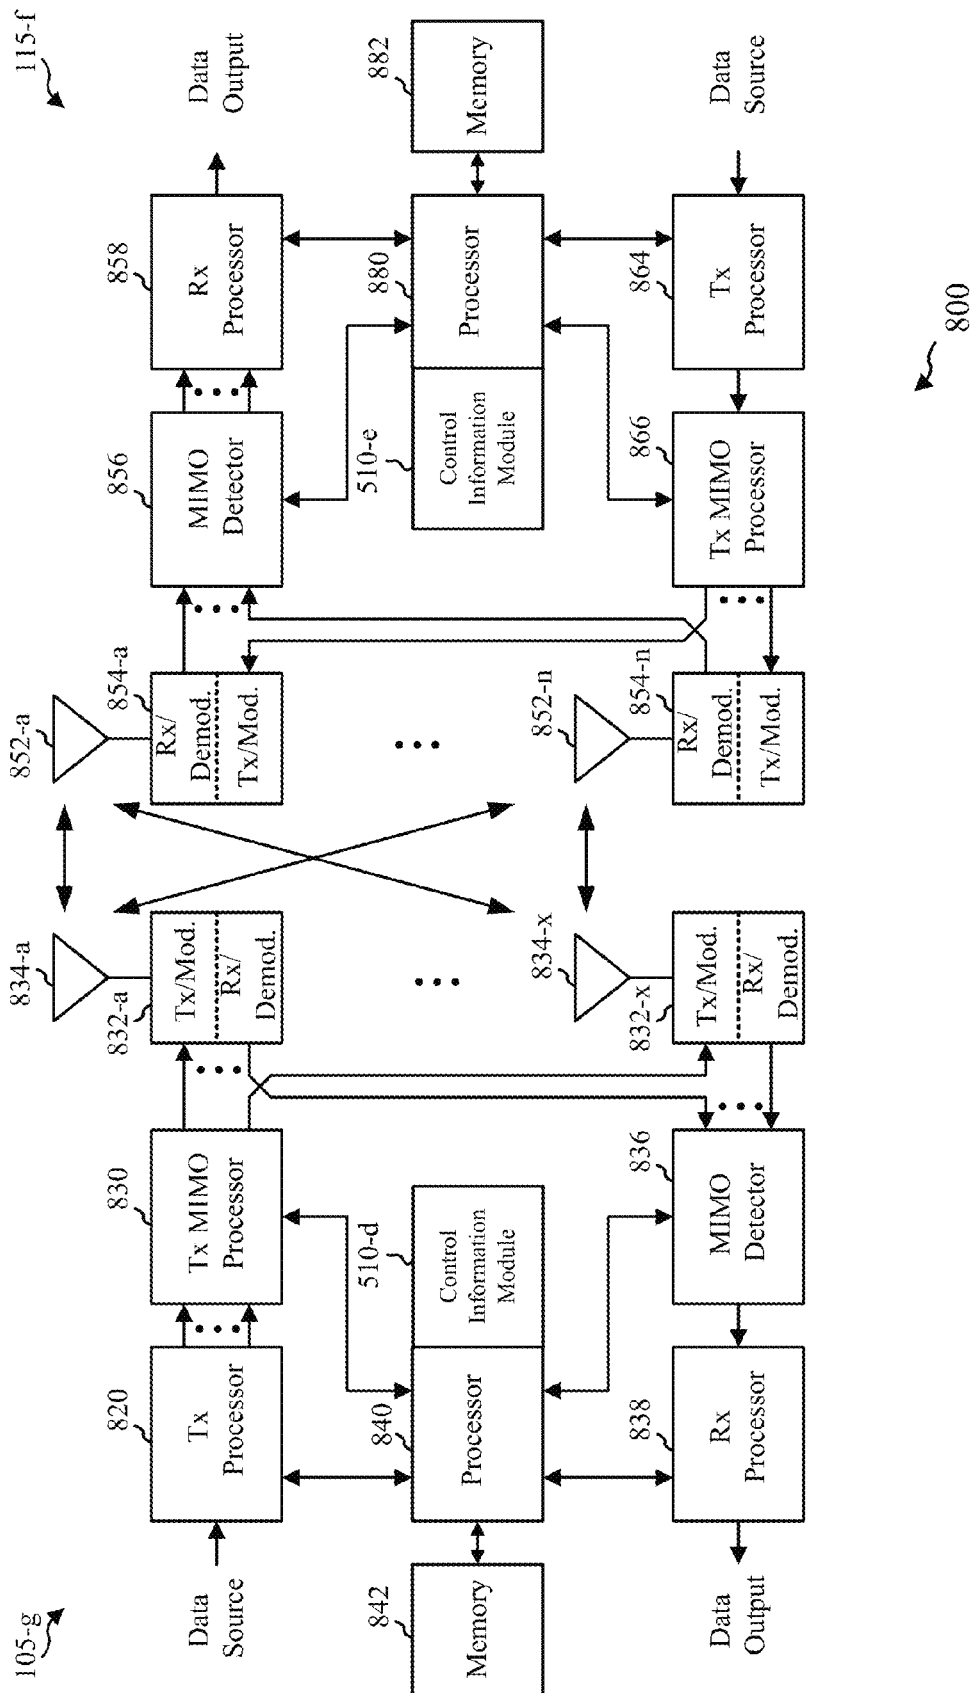 105-g
115-f
Data
Source
820
Tx
Processor
830
Tx MIMO
Processor
834-a
832-a
Tx/Mod.
Rx/
Demod.
852-a
854-a
Rx/
Demod.
Tx/Mod.
856
MIMO
Detector
858
Rx
Processor
Data
Output
842
Memory
840
Processor
510-d
Control
Information
Module
510-e
Control
Information
Module
880
Processor
882
Memory
Data
Output
838
Rx
Processor
836
MIMO
Detector
834-x
832-x
Tx/Mod.
Rx/
Demod.
852-n
854-n
Rx/
Demod.
Tx/Mod.
866
Tx MIMO
Processor
864
Tx
Processor
Data
Source
800